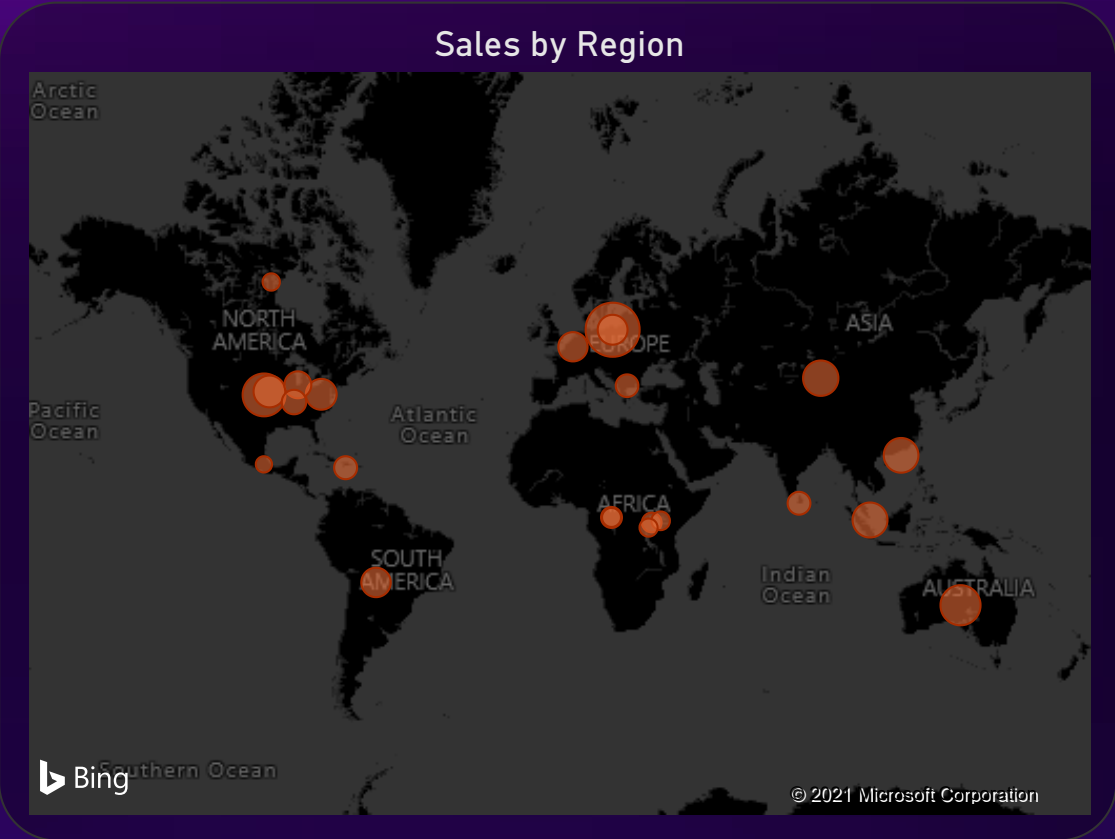 Sales by Region
Arctic
Ocean
NORTH
AMERICA
EUROPE
ASIA
Pacific
Ocean
Atlantic
Ocean
AFRICA
SOUTH
AMERICA
Indian
Ocean
AUSTRALIA
Southern Ocean
Bing
© 2021 Microsoft Corporation